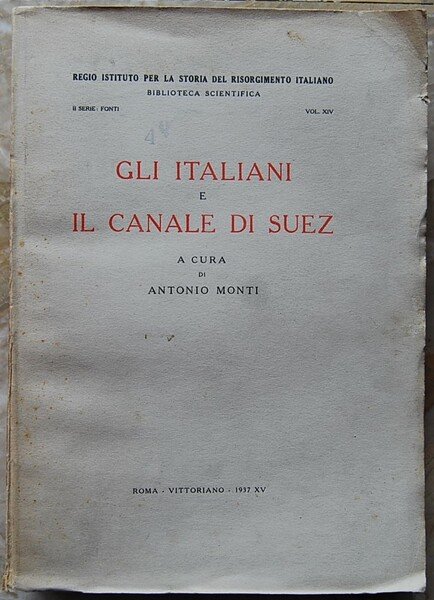 REGIO ISTITUTO PER LA STORIA DEL RISORGIMENTO ITALIANO
BIBLIOTECA SCIENTIFICA
II SERIE: FONTI VOL. XIV
GLI ITALIANI
E
IL CANALE DI SUEZ
A CURA
DI
ANTONIO MONTI
ROMA - VITTORIANO - 1937 XV